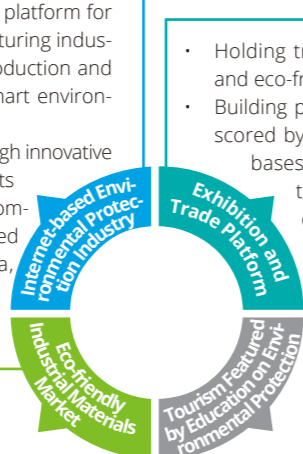 platform for
turing indus-
oduction and
mart environ-
gh innovative
ts
om-
ed
a,
Holding tr
and eco-fr
Building p
scored by
bases
t
Internet-based Envi-
ronmental Protec-
tion Industry
Exhibition and
Trade Platform
Eco-friendly
Industrial Materials
Market
Tourism Featured
by Education on Envi-
ronmental Protection